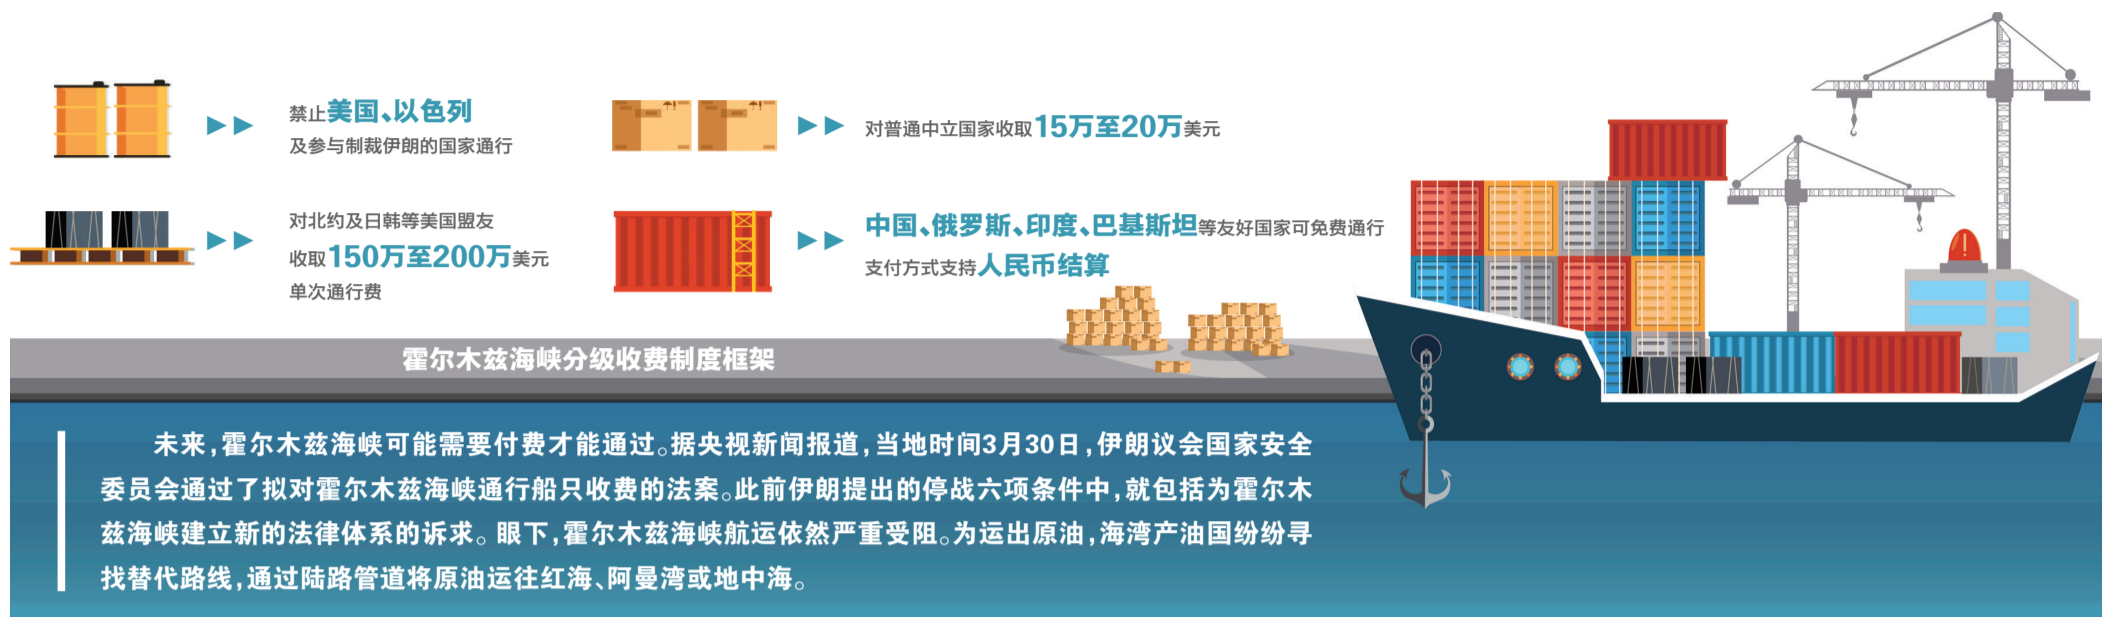 禁止美国、以色列
及参与制裁伊朗的国家通行
对普通中立国家收取15万至20万美元
对北约及日韩等美国盟友
收取150万至200万美元
单次通行费
中国、俄罗斯、印度、巴基斯坦等友好国家可免费通行
支付方式支持人民币结算
霍尔木兹海峡分级收费制度框架
未来,霍尔木兹海峡可能需要付费才能通过。据央视新闻报道,当地时间3月30日,伊朗议会国家安全
委员会通过了拟对霍尔木兹海峡通行船只收费的法案。此前伊朗提出的停战六项条件中,就包括为霍尔木
兹海峡建立新的法律体系的诉求。眼下,霍尔木兹海峡航运依然严重受阻。为运出原油,海湾产油国纷纷寻
找替代路线,通过陆路管道将原油运往红海、阿曼湾或地中海。